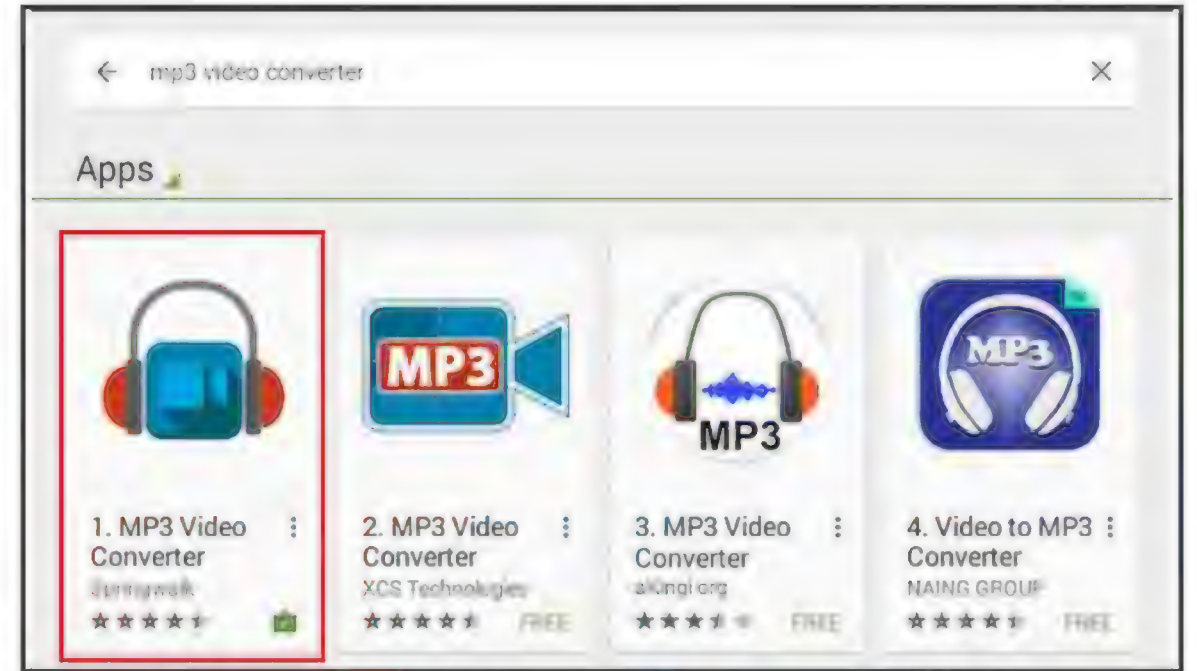 mp3 video converter
Apps
MP3
MP3
MP3
1. MP3 Video
Converter
2. MP3 Video
Converter
XCS Technologies
FREE
3. MP3 Video
Converter
FREE
4. Video to MP3
Converter
NAING GROUP
FREE